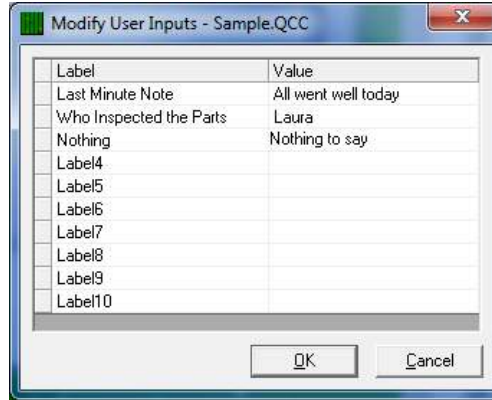 Modify User Inputs - Sample.QCC
Label Value
Last Minute Note All went well today
Who Inspected the Parts Laura
Nothing Nothing to say
Label4
Label5
Label6
Label7
Label8
Label9
Label10
OK Cancel